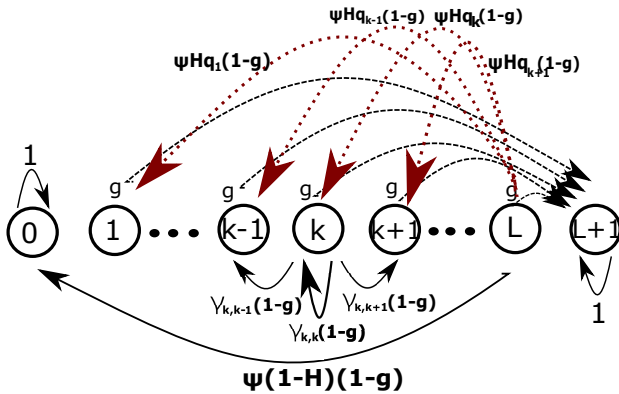 ψHq_{k-1}(1-g) ψHq_k(1-g)
ψHq_1(1-g) ψHq_{k+1}(1-g)
1 g g g g g
0 1 ••• k-1 k k+1 ••• L L+1
γ_{k,k-1}(1-g) γ_{k,k+1}(1-g)
γ_{k,k}(1-g) 1
ψ(1-H)(1-g)